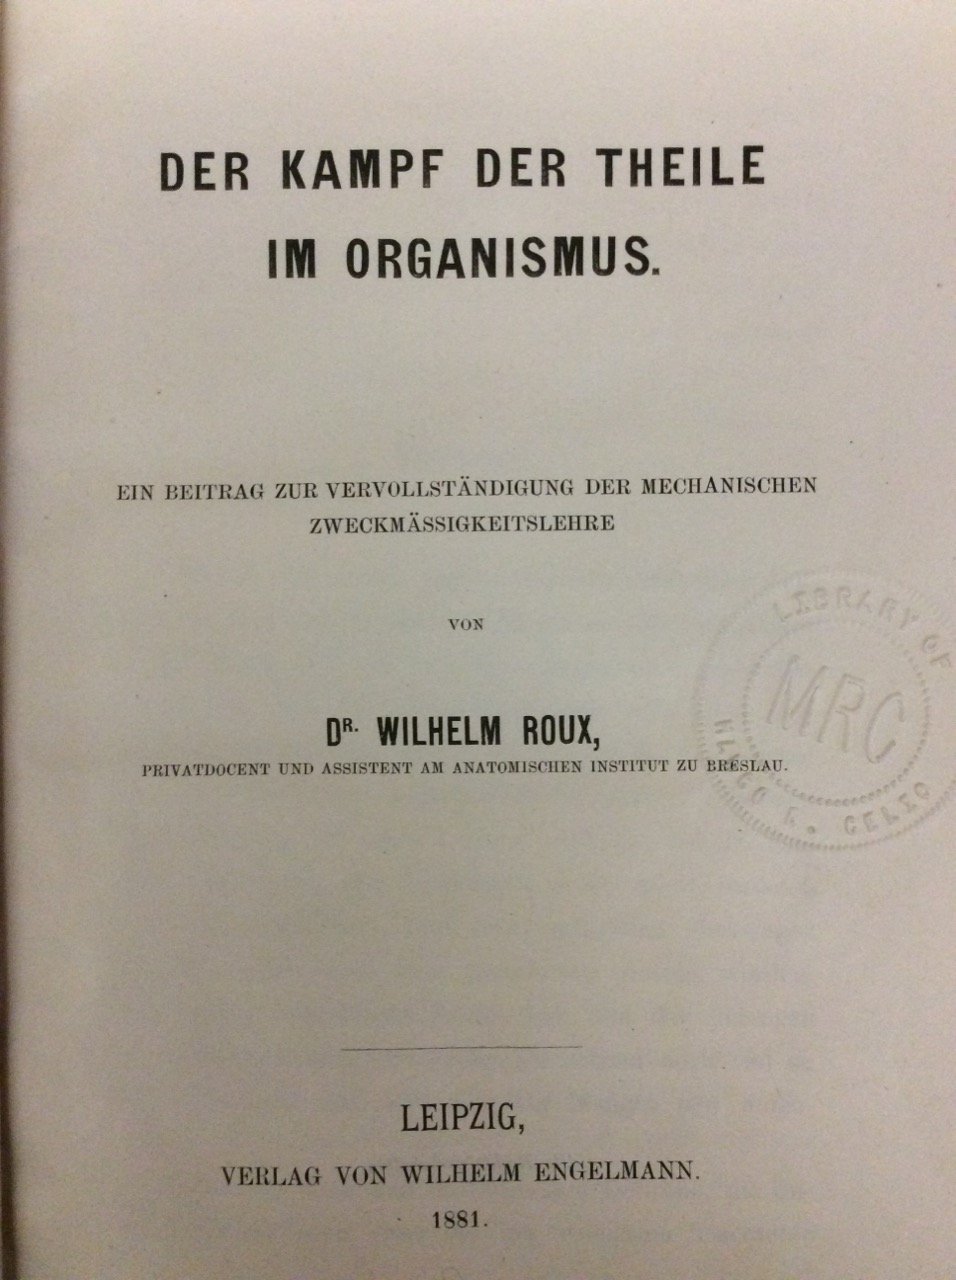 DER KAMPF DER THEILE
IM ORGANISMUS.
EIN BEITRAG ZUR VERVOLLSTÄNDIGUNG DER MECHANISCHEN
ZWECKMÄSSIGKEITSLEHRE
VON
DR. WILHELM ROUX,
PRIVATDOCENT UND ASSISTENT AM ANATOMISCHEN INSTITUT ZU BRESLAU.
LIBRARY OF
MRC
LEIPZIG,
VERLAG VON WILHELM ENGELMANN.
1881.